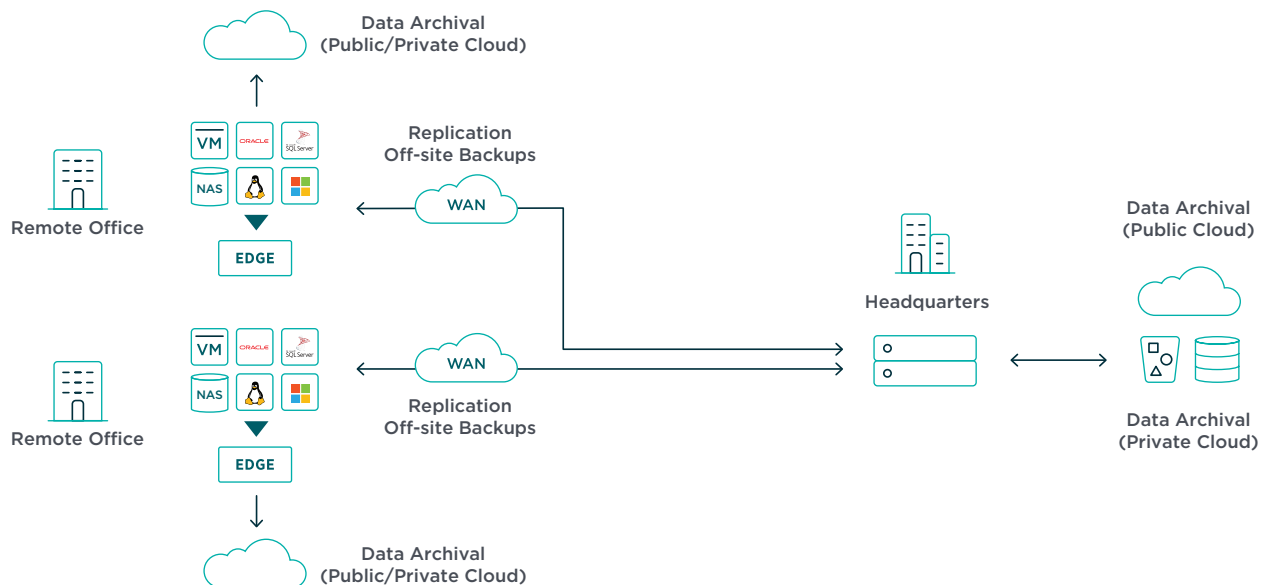 Data Archival
(Public/Private Cloud)
VM
ORACLE
SQL Server
NAS
Remote Office
EDGE
Replication
Off-site Backups
WAN
Headquarters
Data Archival
(Public Cloud)
Data Archival
(Private Cloud)
VM
ORACLE
SQL Server
NAS
Remote Office
EDGE
WAN
Replication
Off-site Backups
Data Archival
(Public/Private Cloud)